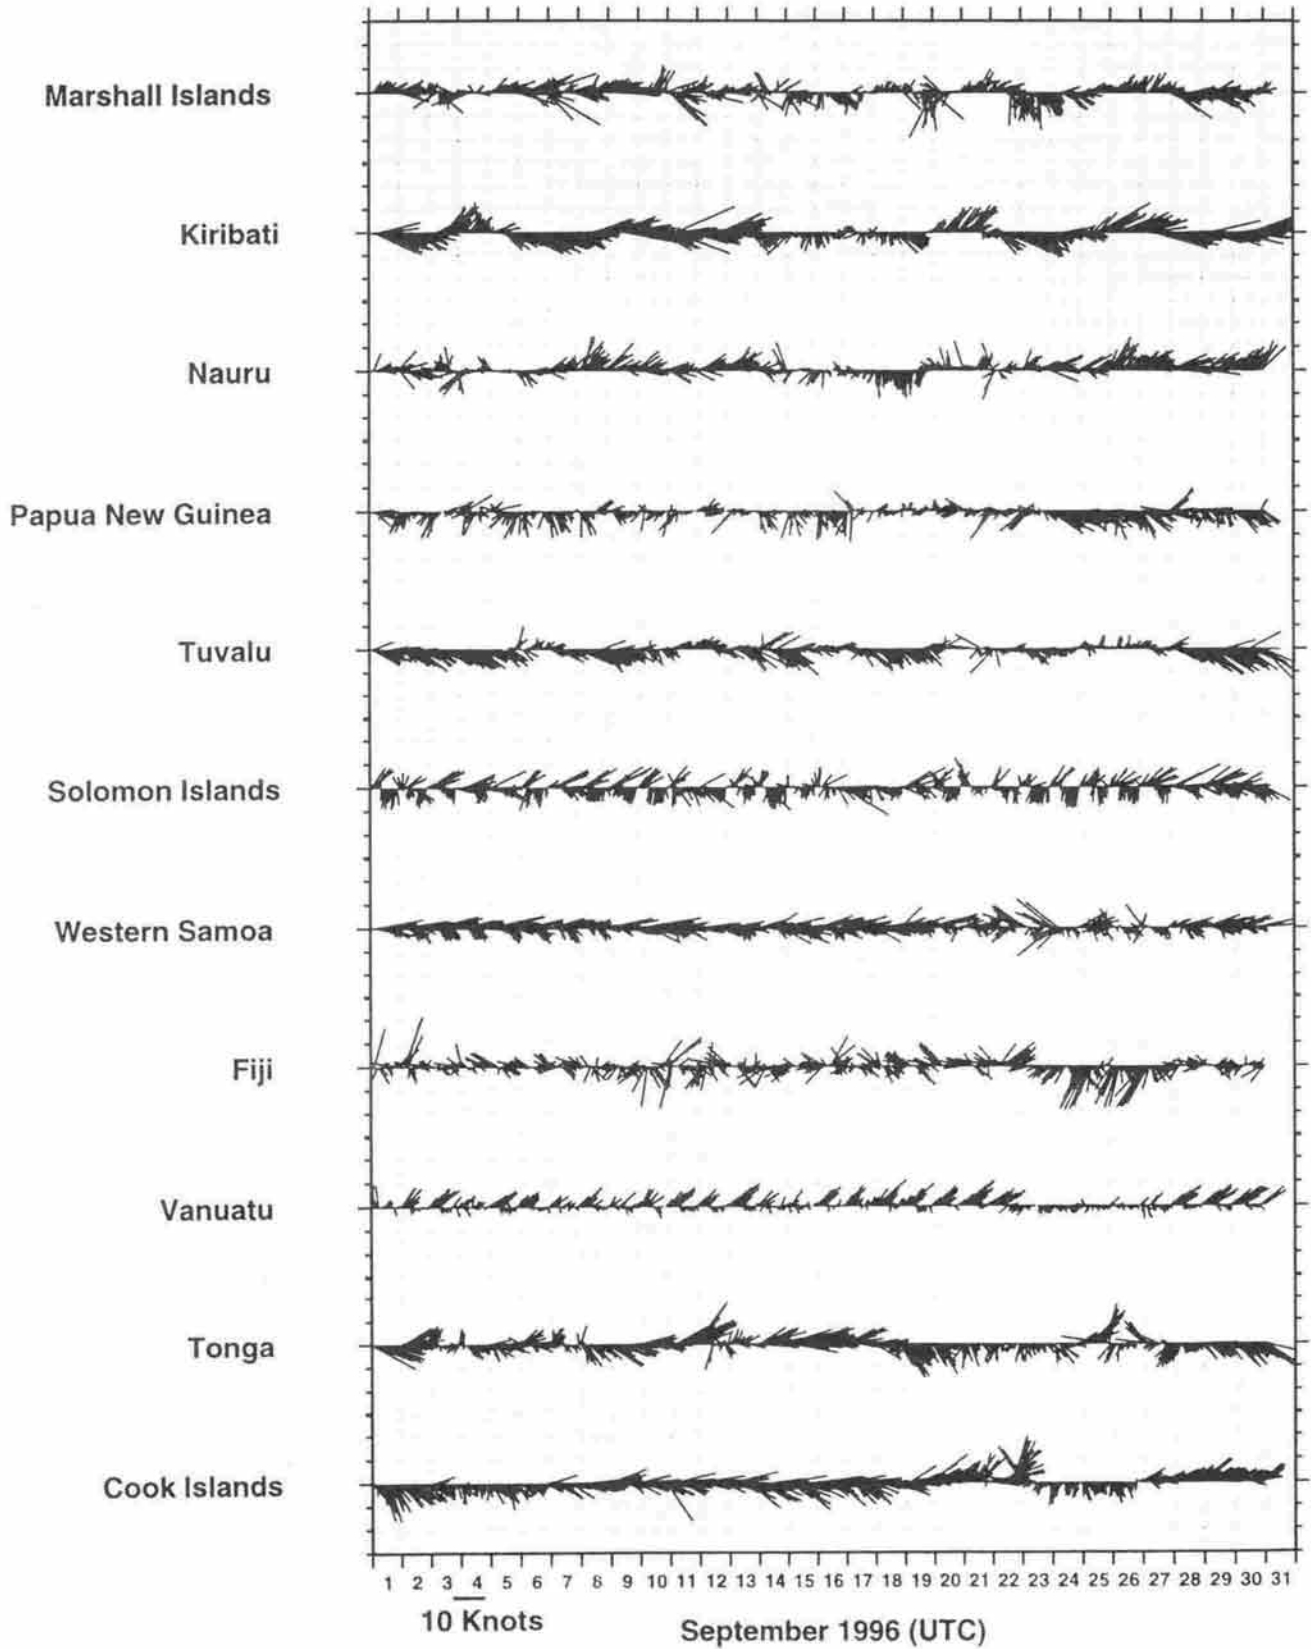 Marshall Islands
Kiribati
Nauru
Papua New Guinea
Tuvalu
Solomon Islands
Western Samoa
Fiji
Vanuatu
Tonga
Cook Islands
1 2 3 4 5 6 7 8 9 10 11 12 13 14 15 16 17 18 19 20 21 22 23 24 25 26 27 28 29 30 31
10 Knots
September 1996 (UTC)